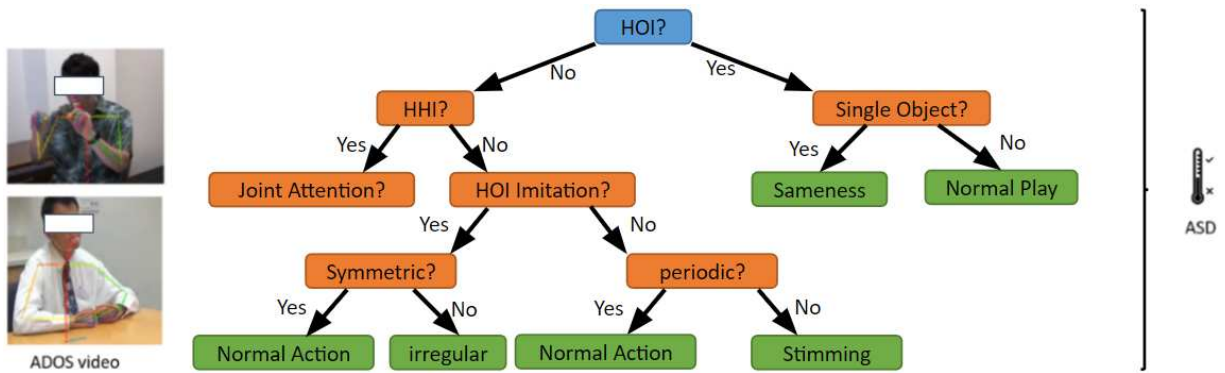 HOI?
No
Yes
HHI?
Single Object?
Yes
No
Yes
No
Joint Attention?
HOI Imitation?
Sameness
Normal Play
ASD
Yes
No
Symmetric?
periodic?
Yes
No
Yes
No
Normal Action
irregular
Normal Action
Stimming
ADOS video